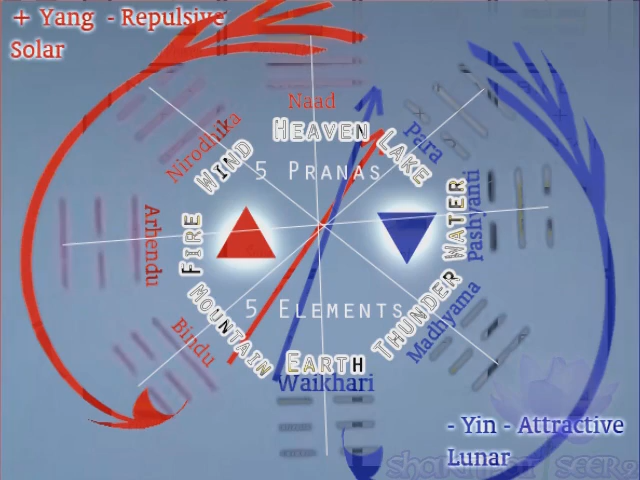 + Yang - Repulsive
Solar
Naad
Heaven
Nirodhika
Wind
Lake
Para
5 Pranas
Fire
Arhendu
Water
Pashyanti
5 Elements
Mountain
Bindu
Thunder
Madhyama
Earth
Waikhari
- Yin - Attractive
Lunar